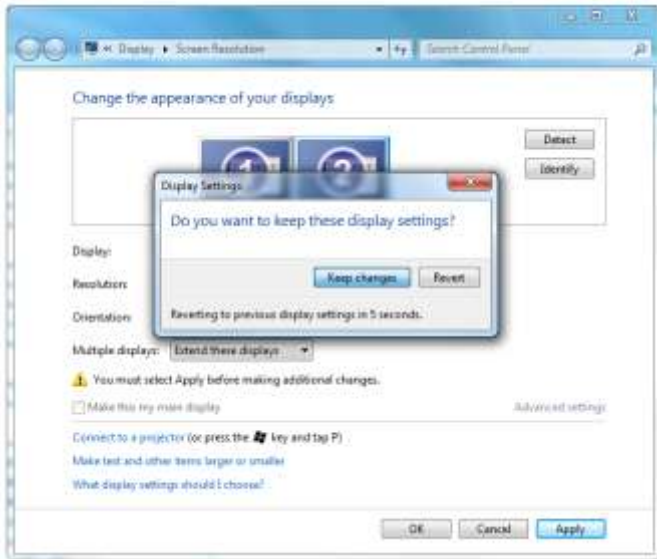 Display ▸ Screen Resolution
Search Control Panel
Change the appearance of your displays
1 2
Detect
Identify
Display Settings
Do you want to keep these display settings?
Keep changes Revert
Reverting to previous display settings in 5 seconds.
Display:
Resolution:
Orientation:
Multiple displays: Extend these displays
You must select Apply before making additional changes.
Make this my main display Advanced settings
Connect to a projector (or press the key and tap P)
Make text and other items larger or smaller
What display settings should I choose?
OK Cancel Apply